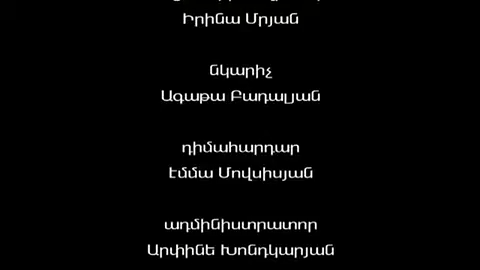 Իրինա Մրյան
նկարիչ
Ագաթա Բադալյան
դիմահարդար
Էմմա Մովսիսյան
ադմինիստրատոր
Արփինե Խոնդկարյան